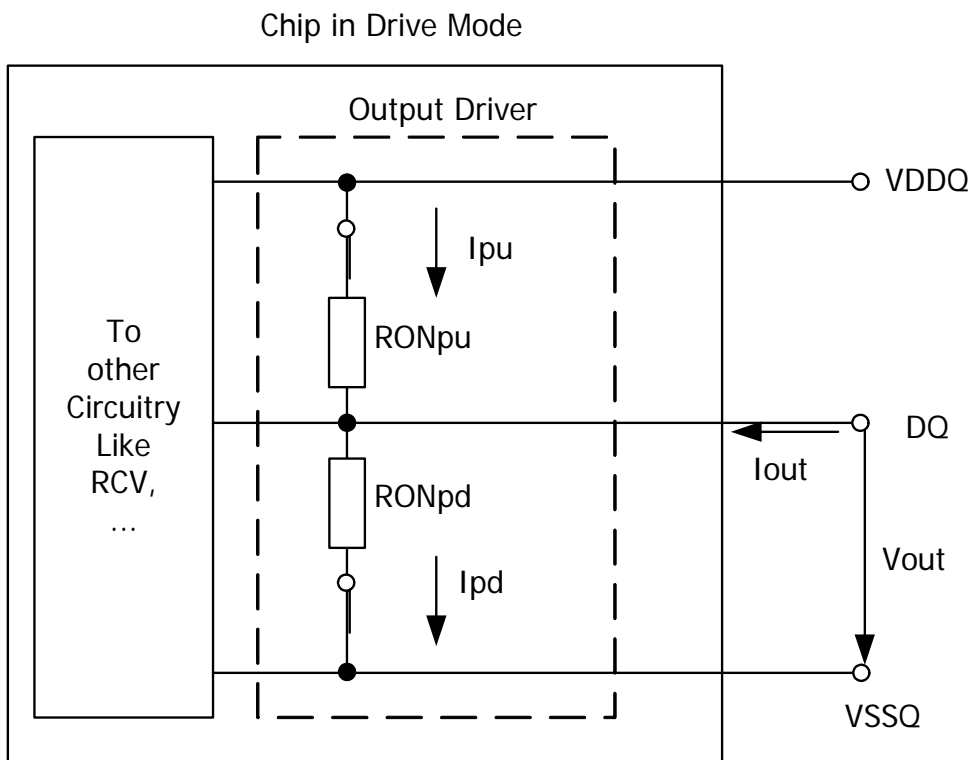 Chip in Drive Mode
Output Driver
VDDQ
Ipu
RONpu
To
other
Circuitry
Like
RCV,
...
DQ
Iout
RONpd
Vout
Ipd
VSSQ